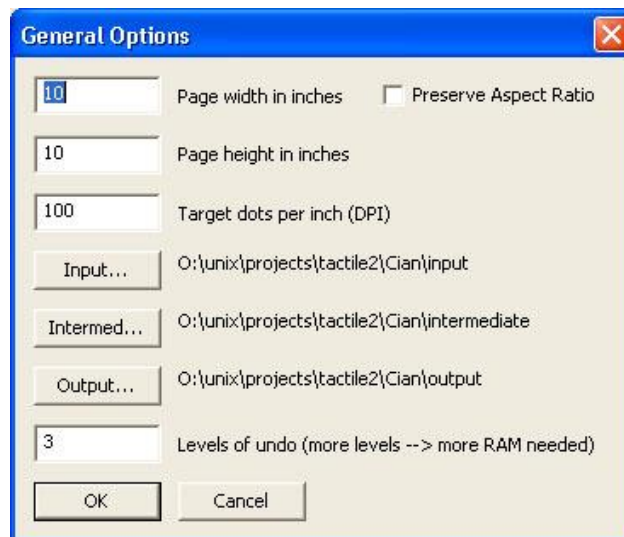 General Options
10 Page width in inches Preserve Aspect Ratio
10 Page height in inches
100 Target dots per inch (DPI)
Input... O:\unix\projects\tactile2\Cian\input
Intermed... O:\unix\projects\tactile2\Cian\intermediate
Output... O:\unix\projects\tactile2\Cian\output
3 Levels of undo (more levels --> more RAM needed)
OK Cancel